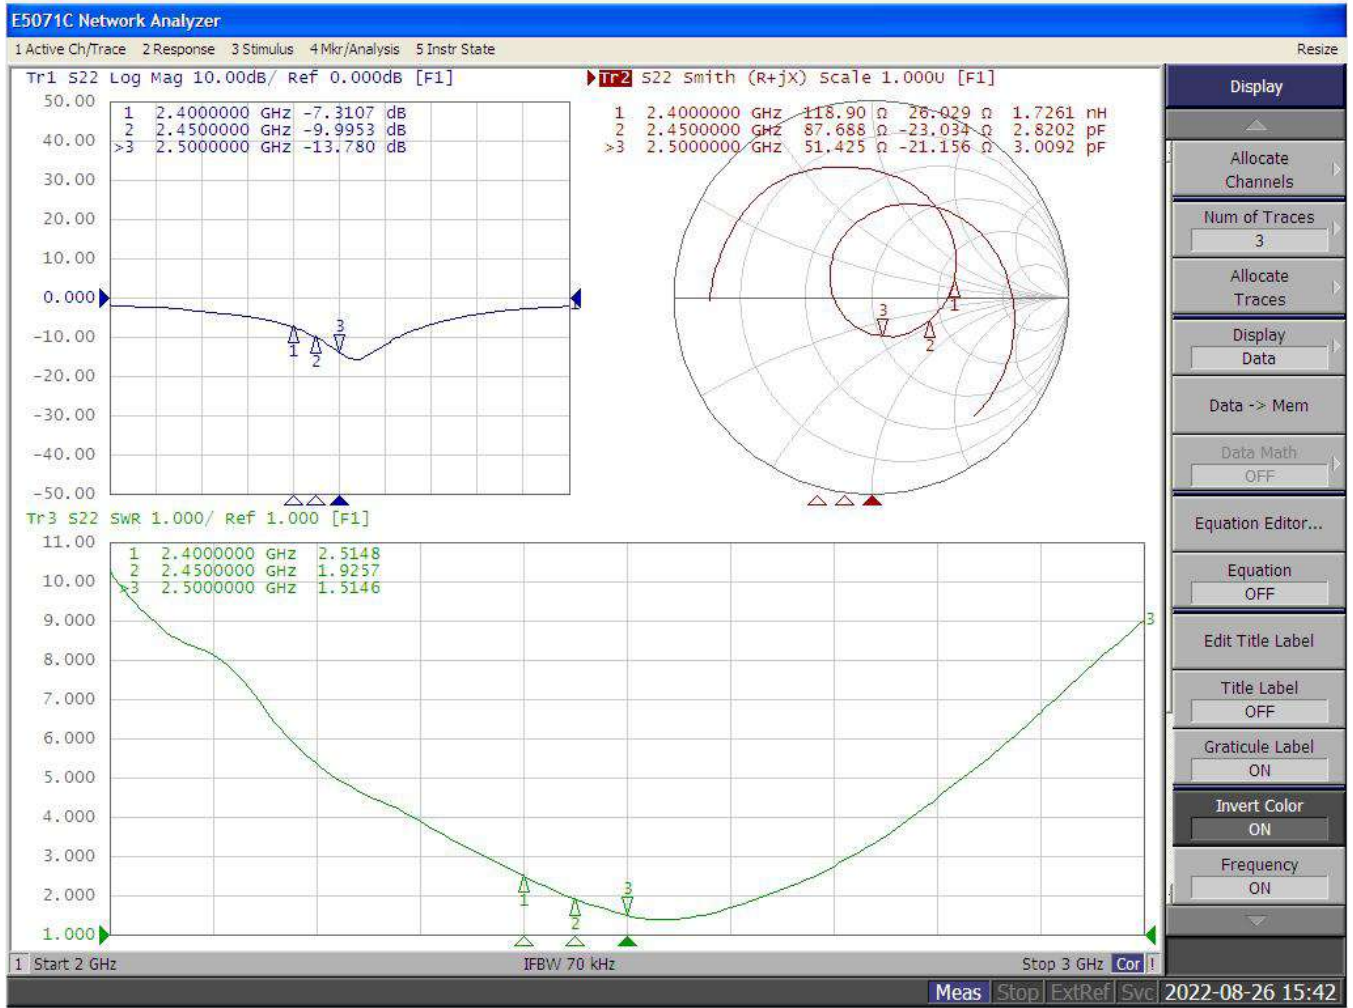 E5071C Network Analyzer
1 Active Ch/Trace 2 Response 3 Stimulus 4 Mkr/Analysis 5 Instr State Resize
Tr1 S22 Log Mag 10.00dB/ Ref 0.000dB [F1]
50.00
1 2.4000000 GHz -7.3107 dB
2 2.4500000 GHz -9.9953 dB
>3 2.5000000 GHz -13.780 dB
40.00
30.00
20.00
10.00
0.000
-10.00
-20.00
-30.00
-40.00
-50.00
1
2
3
1
Tr2 S22 Smith (R+jX) Scale 1.000U [F1]
1 2.4000000 GHz 118.90 Ω 26.029 Ω 1.7261 nH
2 2.4500000 GHz 87.688 Ω -23.034 Ω 2.8202 pF
>3 2.5000000 GHz 51.425 Ω -21.156 Ω 3.0092 pF
3
1
2
Tr3 S22 SWR 1.000/ Ref 1.000 [F1]
11.00
1 2.4000000 GHz 2.5148
2 2.4500000 GHz 1.9257
>3 2.5000000 GHz 1.5146
10.00
9.000
8.000
7.000
6.000
5.000
4.000
3.000
2.000
1.000
3
1
2
3
1 Start 2 GHz IFBW 70 kHz Stop 3 GHz Cor !
Display
Allocate
Channels
Num of Traces
3
Allocate
Traces
Display
Data
Data -> Mem
Data Math
OFF
Equation Editor...
Equation
OFF
Edit Title Label
Title Label
OFF
Graticule Label
ON
Invert Color
ON
Frequency
ON
Meas Stop ExtRef Svc 2022-08-26 15:42